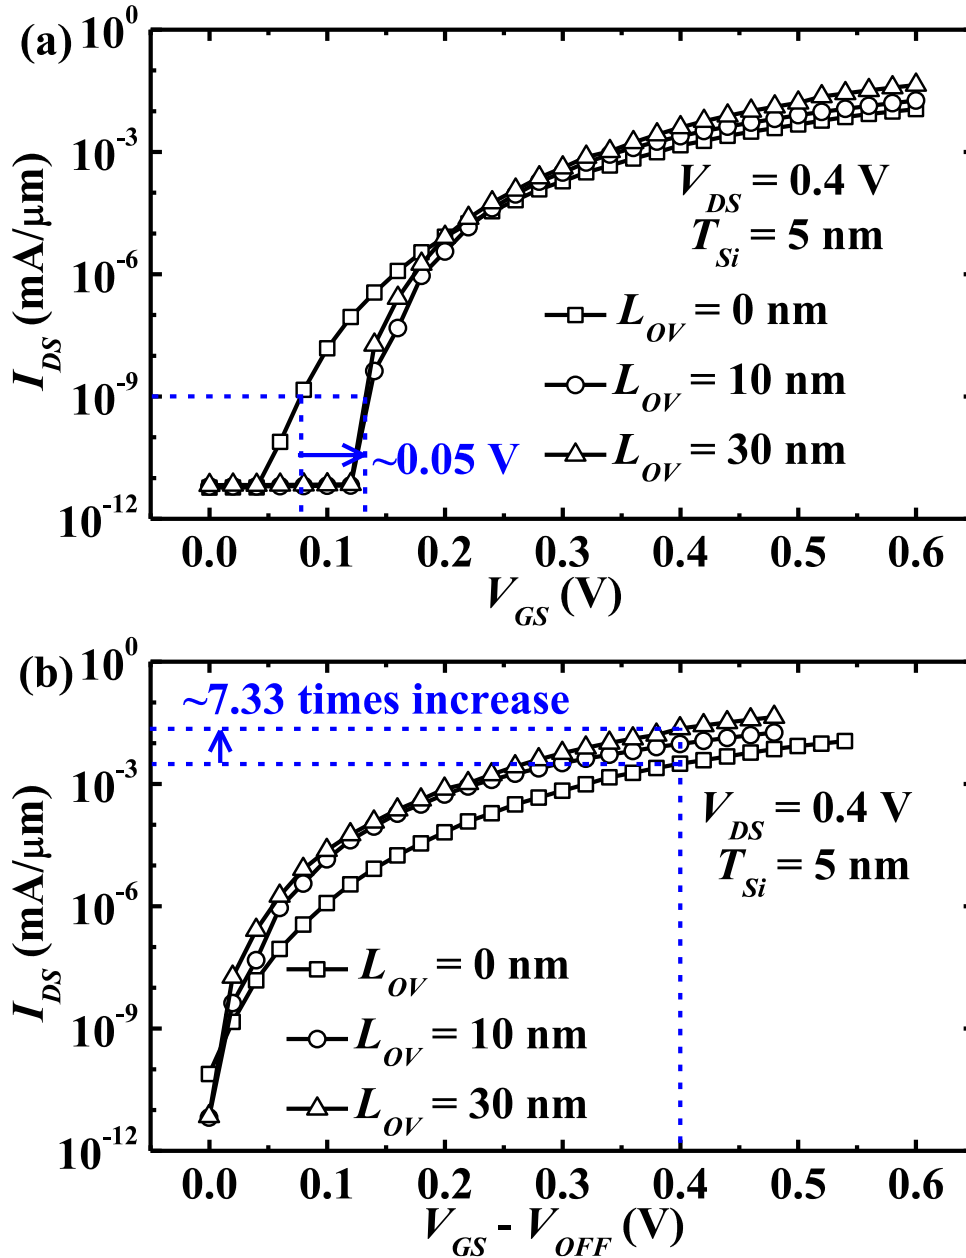 (a)
10⁰
10⁻³
10⁻⁶
10⁻⁹
10⁻¹²
I_DS (mA/μm)
V_DS = 0.4 V
T_Si = 5 nm
L_OV = 0 nm
L_OV = 10 nm
L_OV = 30 nm
~0.05 V
0.0 0.1 0.2 0.3 0.4 0.5 0.6
V_GS (V)
(b)
10⁰
10⁻³
10⁻⁶
10⁻⁹
10⁻¹²
I_DS (mA/μm)
~7.33 times increase
V_DS = 0.4 V
T_Si = 5 nm
L_OV = 0 nm
L_OV = 10 nm
L_OV = 30 nm
0.0 0.1 0.2 0.3 0.4 0.5 0.6
V_GS - V_OFF (V)